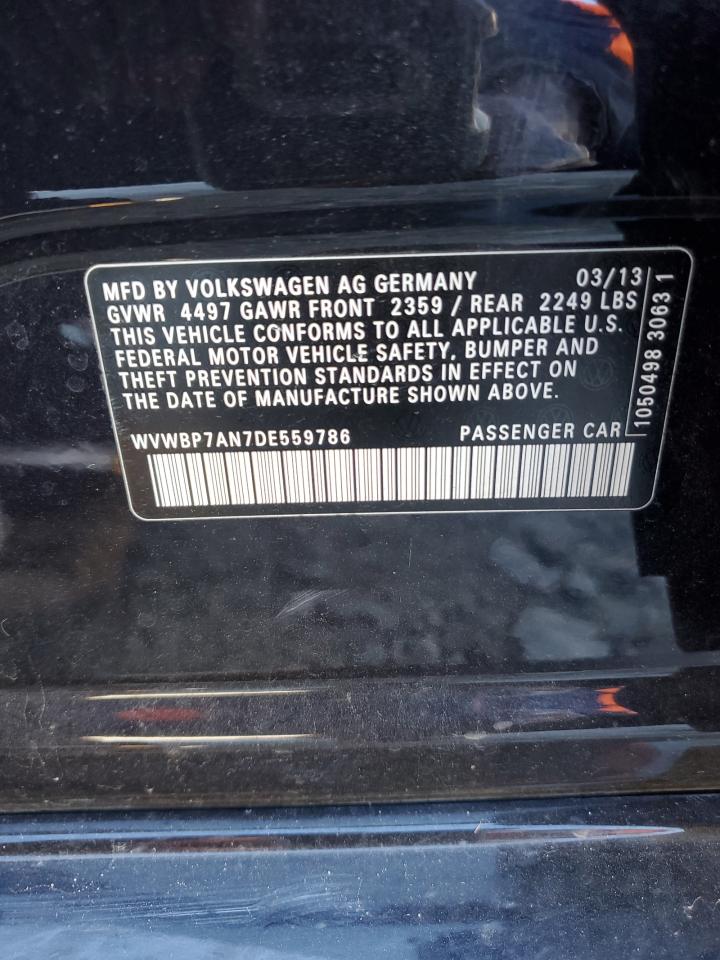 MFD BY VOLKSWAGEN AG GERMANY 03/13
GVWR 4497 GAWR FRONT 2359 / REAR 2249 LBS
THIS VEHICLE CONFORMS TO ALL APPLICABLE U.S.
FEDERAL MOTOR VEHICLE SAFETY, BUMPER AND
THEFT PREVENTION STANDARDS IN EFFECT ON
THE DATE OF MANUFACTURE SHOWN ABOVE.
WVWBP7AN7DE559786 PASSENGER CAR
1050498 3063 1